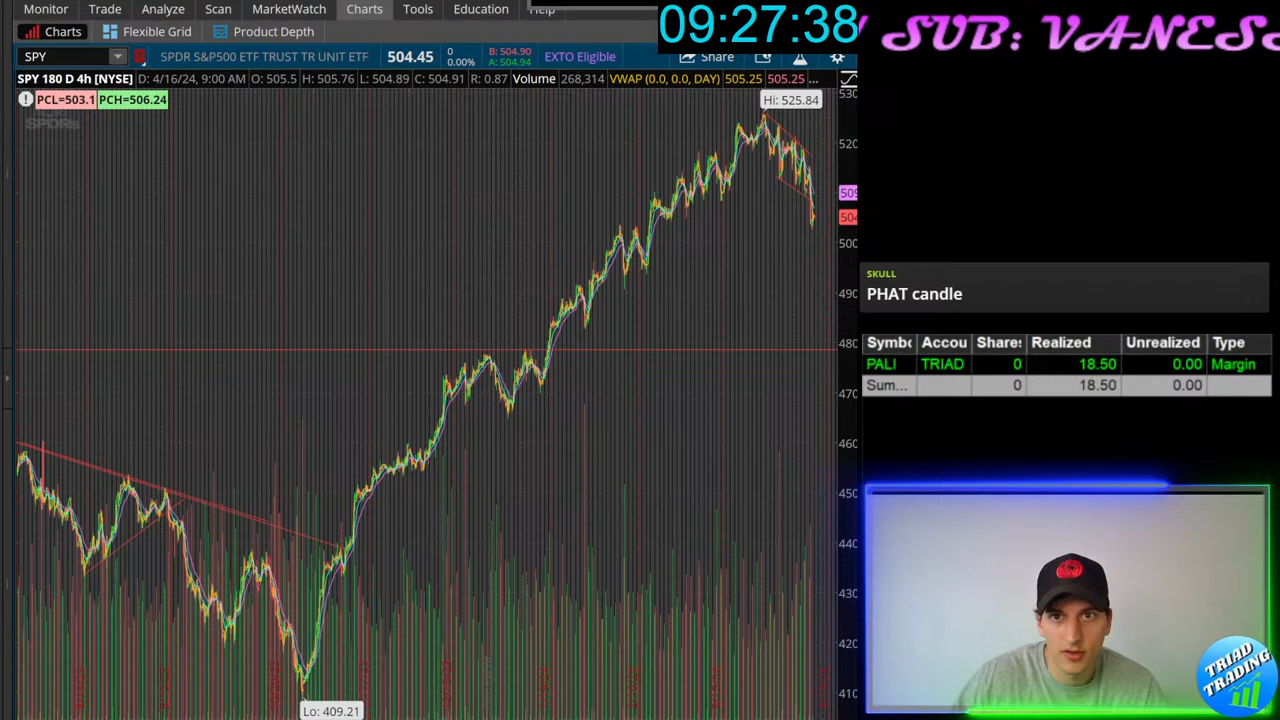 Monitor Trade Analyze Scan MarketWatch Charts Tools Education Help
09:27:38
SUB: VANES
Charts Flexible Grid Product Depth
SPY SPDR S&P500 ETF TRUST TR UNIT ETF 504.45 0 0.00% B: 504.90 A: 504.94 EXTO Eligible Share
SPY 180 D 4h [NYSE] D: 4/16/24, 9:00 AM O: 505.5 H: 505.76 L: 504.89 C: 504.91 R: 0.87 Volume 268,314 VWAP (0.0, 0.0, DAY) 505.25 505.25 ...
PCL=503.1 PCH=506.24
SPDRs
Hi: 525.84
530
520
509
504
500
490
480
470
460
450
440
430
420
410
Lo: 409.21
SKULL
PHAT candle
Symbo Accou Shares Realized Unrealized Type
PALI TRIAD 0 18.50 0.00 Margin
Sum... 0 18.50 0.00
TRIAD
TRADING